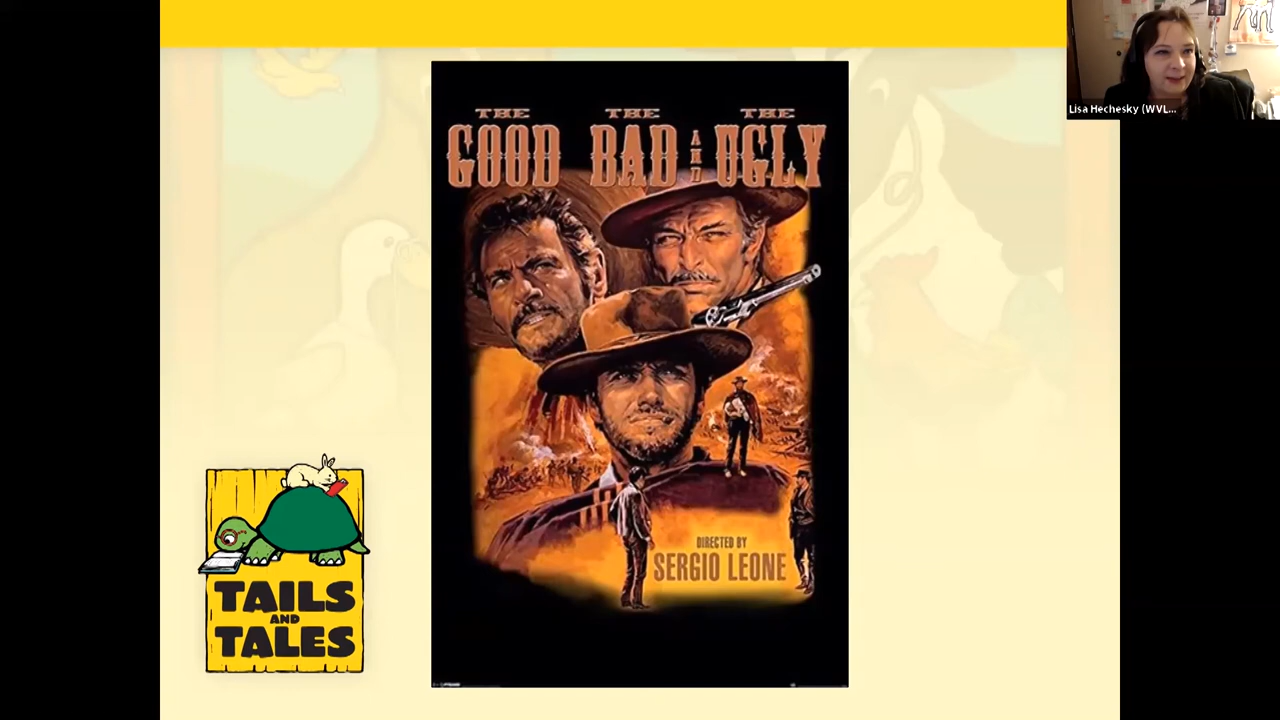 Lisa Hechesky (WVL...
THE THE THE
GOOD BAD AND UGLY
DIRECTED BY
SERGIO LEONE
TAILS
AND
TALES